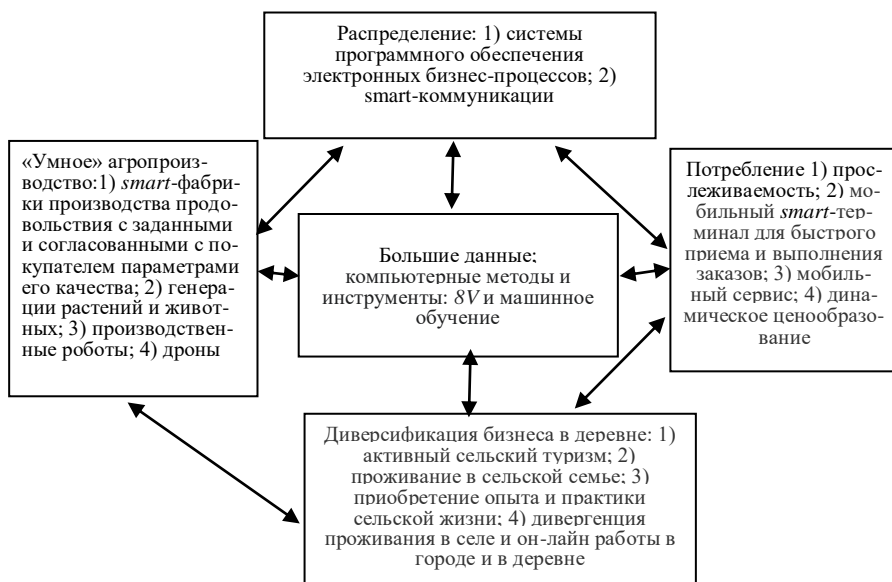 Распределение: 1) системы
программного обеспечения
электронных бизнес-процессов; 2)
smart-коммуникации
«Умное» агропроиз-
водство:1) smart-фабри-
ки производства продо-
вольствия с заданными
и согласованными с по-
купателем параметрами
его качества; 2) генера-
ции растений и живот-
ных; 3) производствен-
ные роботы; 4) дроны
Большие данные;
компьютерные методы и
инструменты: 8V и машинное
обучение
Потребление 1) прос-
леживаемость; 2) мо-
бильный smart-тер-
минал для быстрого
приема и выполнения
заказов; 3) мобиль-
ный сервис; 4) дина-
мическое ценообразо-
вание
Диверсификация бизнеса в деревне: 1)
активный сельский туризм; 2)
проживание в сельской семье; 3)
приобретение опыта и практики
сельской жизни; 4) дивергенция
проживания в селе и он-лайн работы в
городе и в деревне